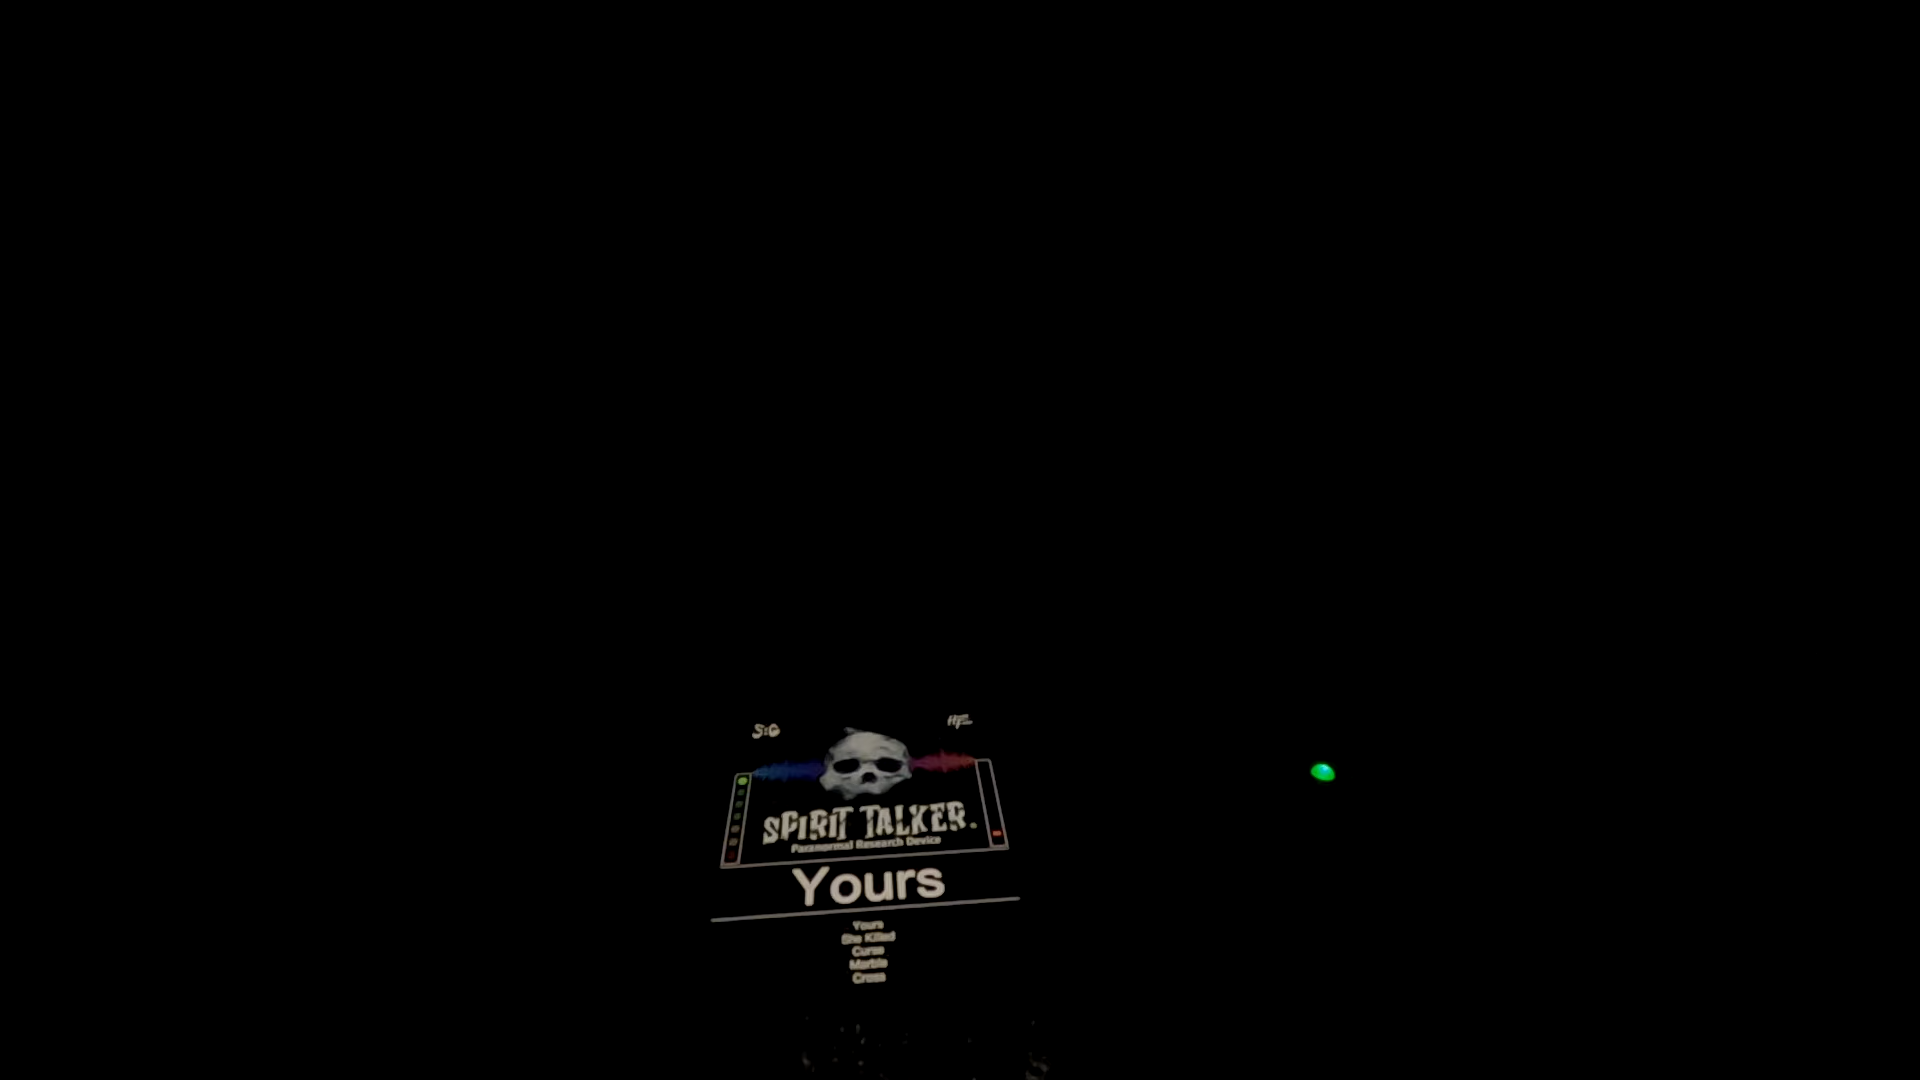 SPIRIT TALKER.
Paranormal Research Device
Yours
Yours
She Killed
Curse
Marble
Cross